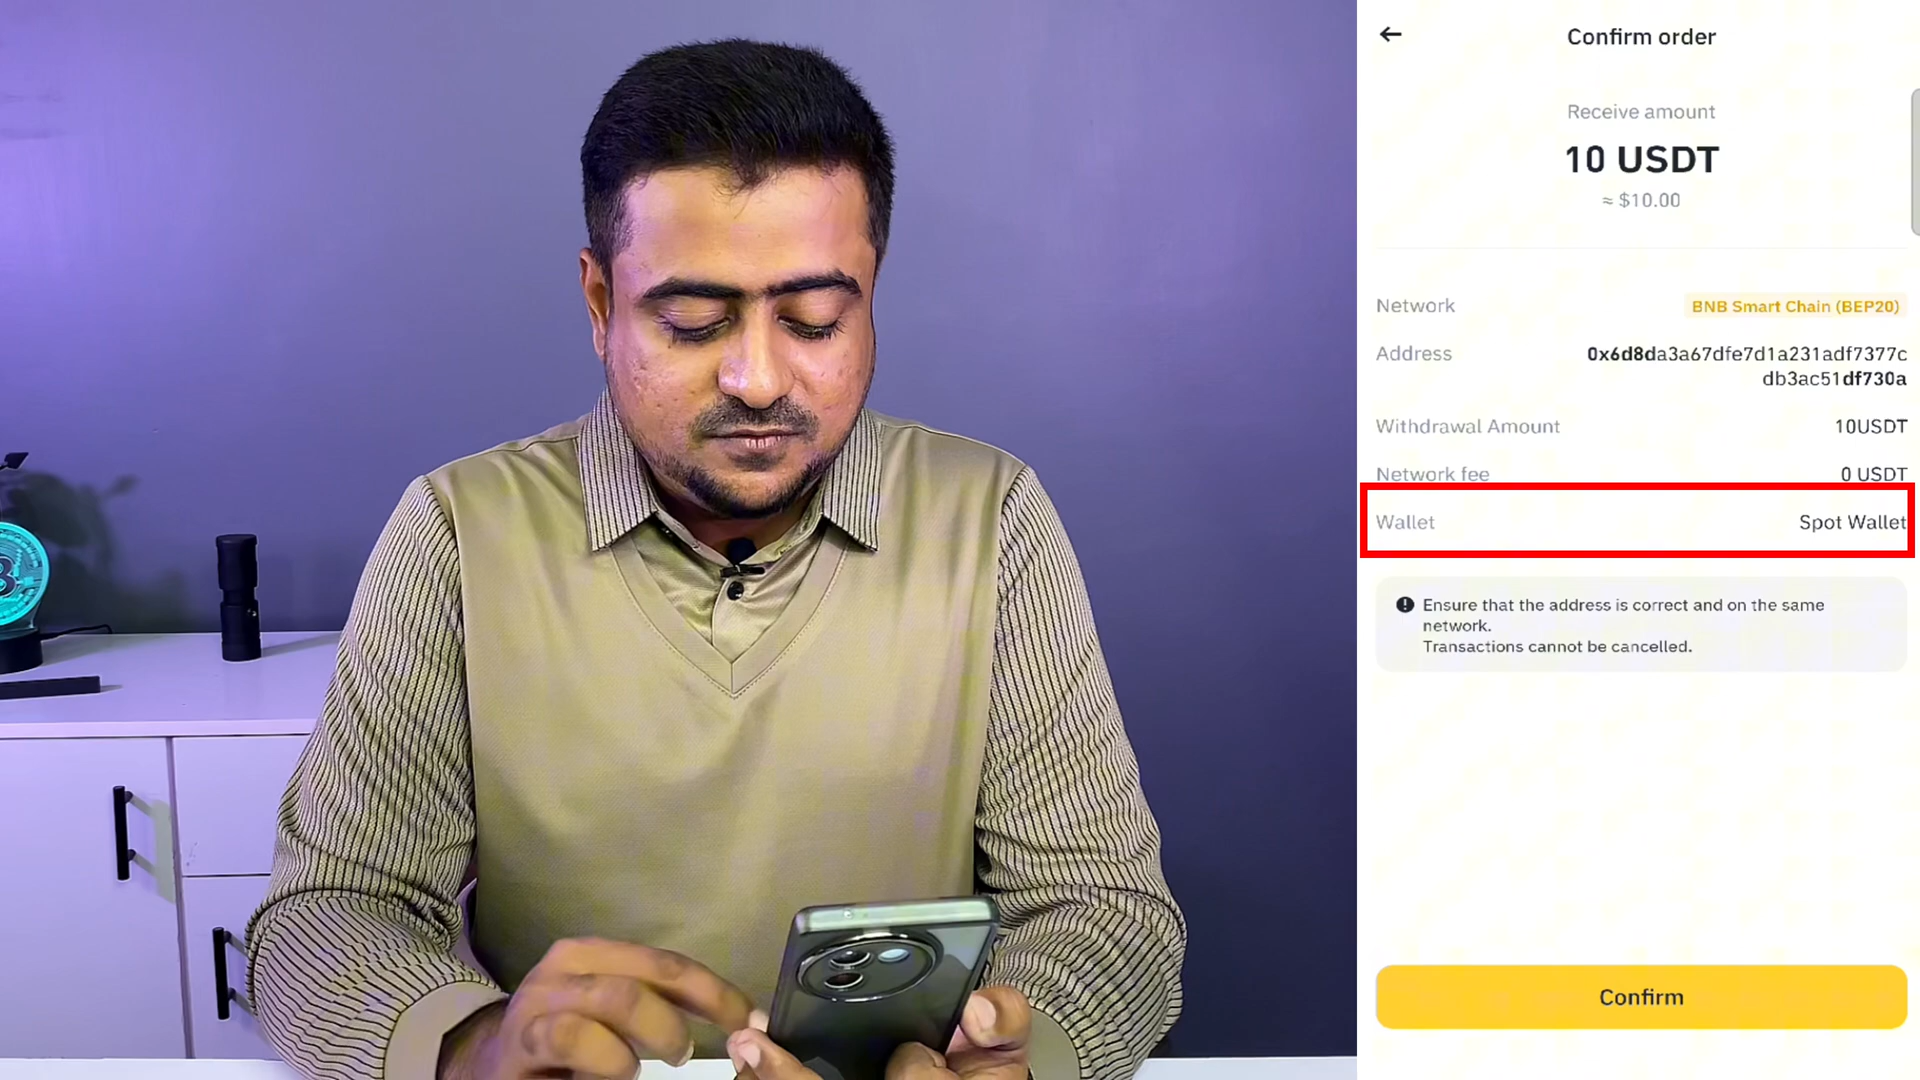 Confirm order
Receive amount
10 USDT
≈ $10.00
Network BNB Smart Chain (BEP20)
Address 0x6d8da3a67dfe7d1a231adf7377c
db3ac51df730a
Withdrawal Amount 10USDT
Network fee 0 USDT
Wallet Spot Wallet
Ensure that the address is correct and on the same
network.
Transactions cannot be cancelled.
Confirm